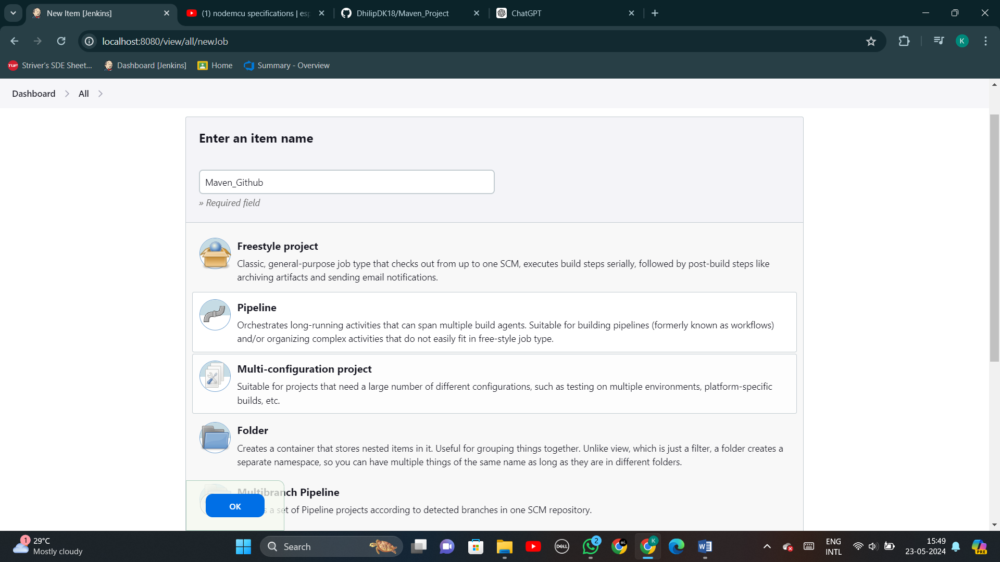 New Item [Jenkins]
(1) nodemcu specifications | esp
DhilipDK18/Maven_Project
ChatGPT
localhost:8080/view/all/newJob
K
TUF
Striver's SDE Sheet...
Dashboard [Jenkins]
Home
Summary - Overview
Dashboard
All
Enter an item name
Maven_Github
» Required field
Freestyle project
Classic, general-purpose job type that checks out from up to one SCM, executes build steps serially, followed by post-build steps like
archiving artifacts and sending email notifications.
Pipeline
Orchestrates long-running activities that can span multiple build agents. Suitable for building pipelines (formerly known as workflows)
and/or organizing complex activities that do not easily fit in free-style job type.
Multi-configuration project
Suitable for projects that need a large number of different configurations, such as testing on multiple environments, platform-specific
builds, etc.
Folder
Creates a container that stores nested items in it. Useful for grouping things together. Unlike view, which is just a filter, a folder creates a
separate namespace, so you can have multiple things of the same name as long as they are in different folders.
Multibranch Pipeline
OK
a set of Pipeline projects according to detected branches in one SCM repository.
1
29°C
Mostly cloudy
Search
DELL
2
K
W
ENG
INTL
15:49
23-05-2024
PRE